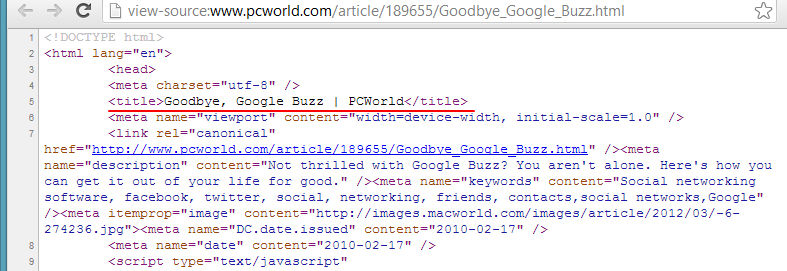 view-source:www.pcworld.com/article/189655/Goodbye_Google_Buzz.html
1 <!DOCTYPE html>
2 <html lang="en">
3 <head>
4 <meta charset="utf-8" />
5 <title>Goodbye, Google Buzz | PCWorld</title>
6 <meta name="viewport" content="width=device-width, initial-scale=1.0" />
7 <link rel="canonical"
href="http://www.pcworld.com/article/189655/Goodbye_Google_Buzz.html" /><meta
name="description" content="Not thrilled with Google Buzz? You aren't alone. Here's how you
can get it out of your life for good." /><meta name="keywords" content="Social networking
software, facebook, twitter, social, networking, friends, contacts,social networks,Google"
/><meta itemprop="image" content="http://images.macworld.com/images/article/2012/03/-6-
274236.jpg"><meta name="DC.date.issued" content="2010-02-17" />
8 <meta name="date" content="2010-02-17" />
9 <script type="text/javascript"